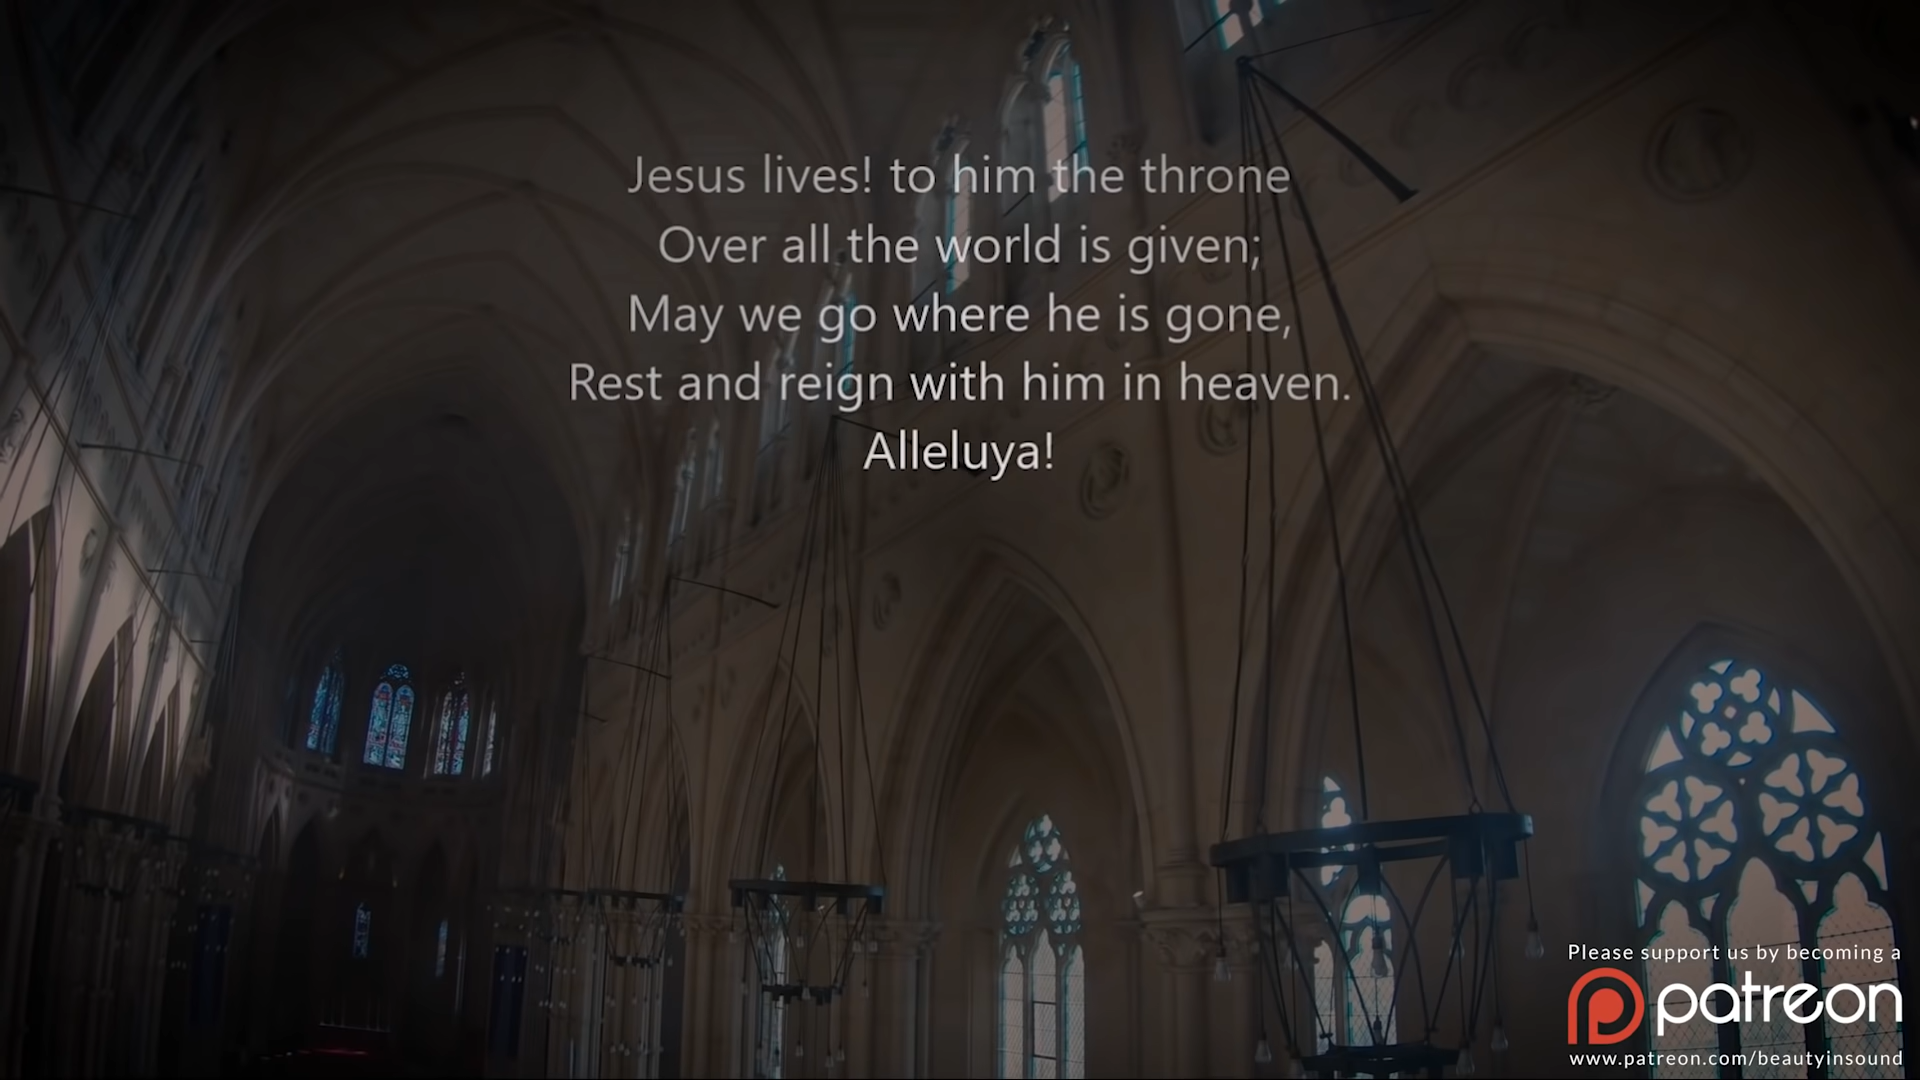 Jesus lives! to him the throne
Over all the world is given;
May we go where he is gone,
Rest and reign with him in heaven.
Alleluya!
Please support us by becoming a
patreon
www.patreon.com/beautyinsound